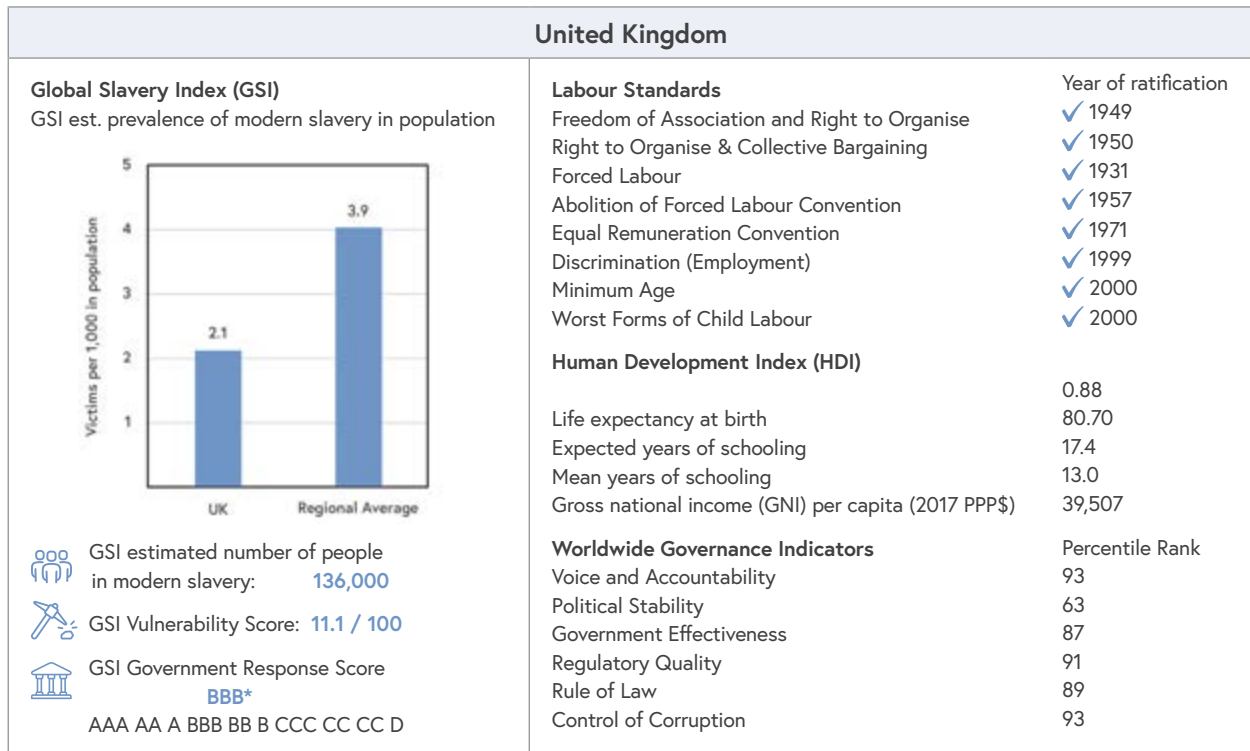 United Kingdom
Global Slavery Index (GSI)
GSI est. prevalence of modern slavery in population
5
4
3
2
1
Victims per 1,000 in population
2.1
3.9
UK
Regional Average
GSI estimated number of people
in modern slavery: 136,000
GSI Vulnerability Score: 11.1 / 100
GSI Government Response Score
BBB*
AAA AA A BBB BB B CCC CC CC D
Labour Standards Year of ratification
Freedom of Association and Right to Organise ✓ 1949
Right to Organise & Collective Bargaining ✓ 1950
Forced Labour ✓ 1931
Abolition of Forced Labour Convention ✓ 1957
Equal Remuneration Convention ✓ 1971
Discrimination (Employment) ✓ 1999
Minimum Age ✓ 2000
Worst Forms of Child Labour ✓ 2000
Human Development Index (HDI)
0.88
Life expectancy at birth 80.70
Expected years of schooling 17.4
Mean years of schooling 13.0
Gross national income (GNI) per capita (2017 PPP$) 39,507
Worldwide Governance Indicators Percentile Rank
Voice and Accountability 93
Political Stability 63
Government Effectiveness 87
Regulatory Quality 91
Rule of Law 89
Control of Corruption 93